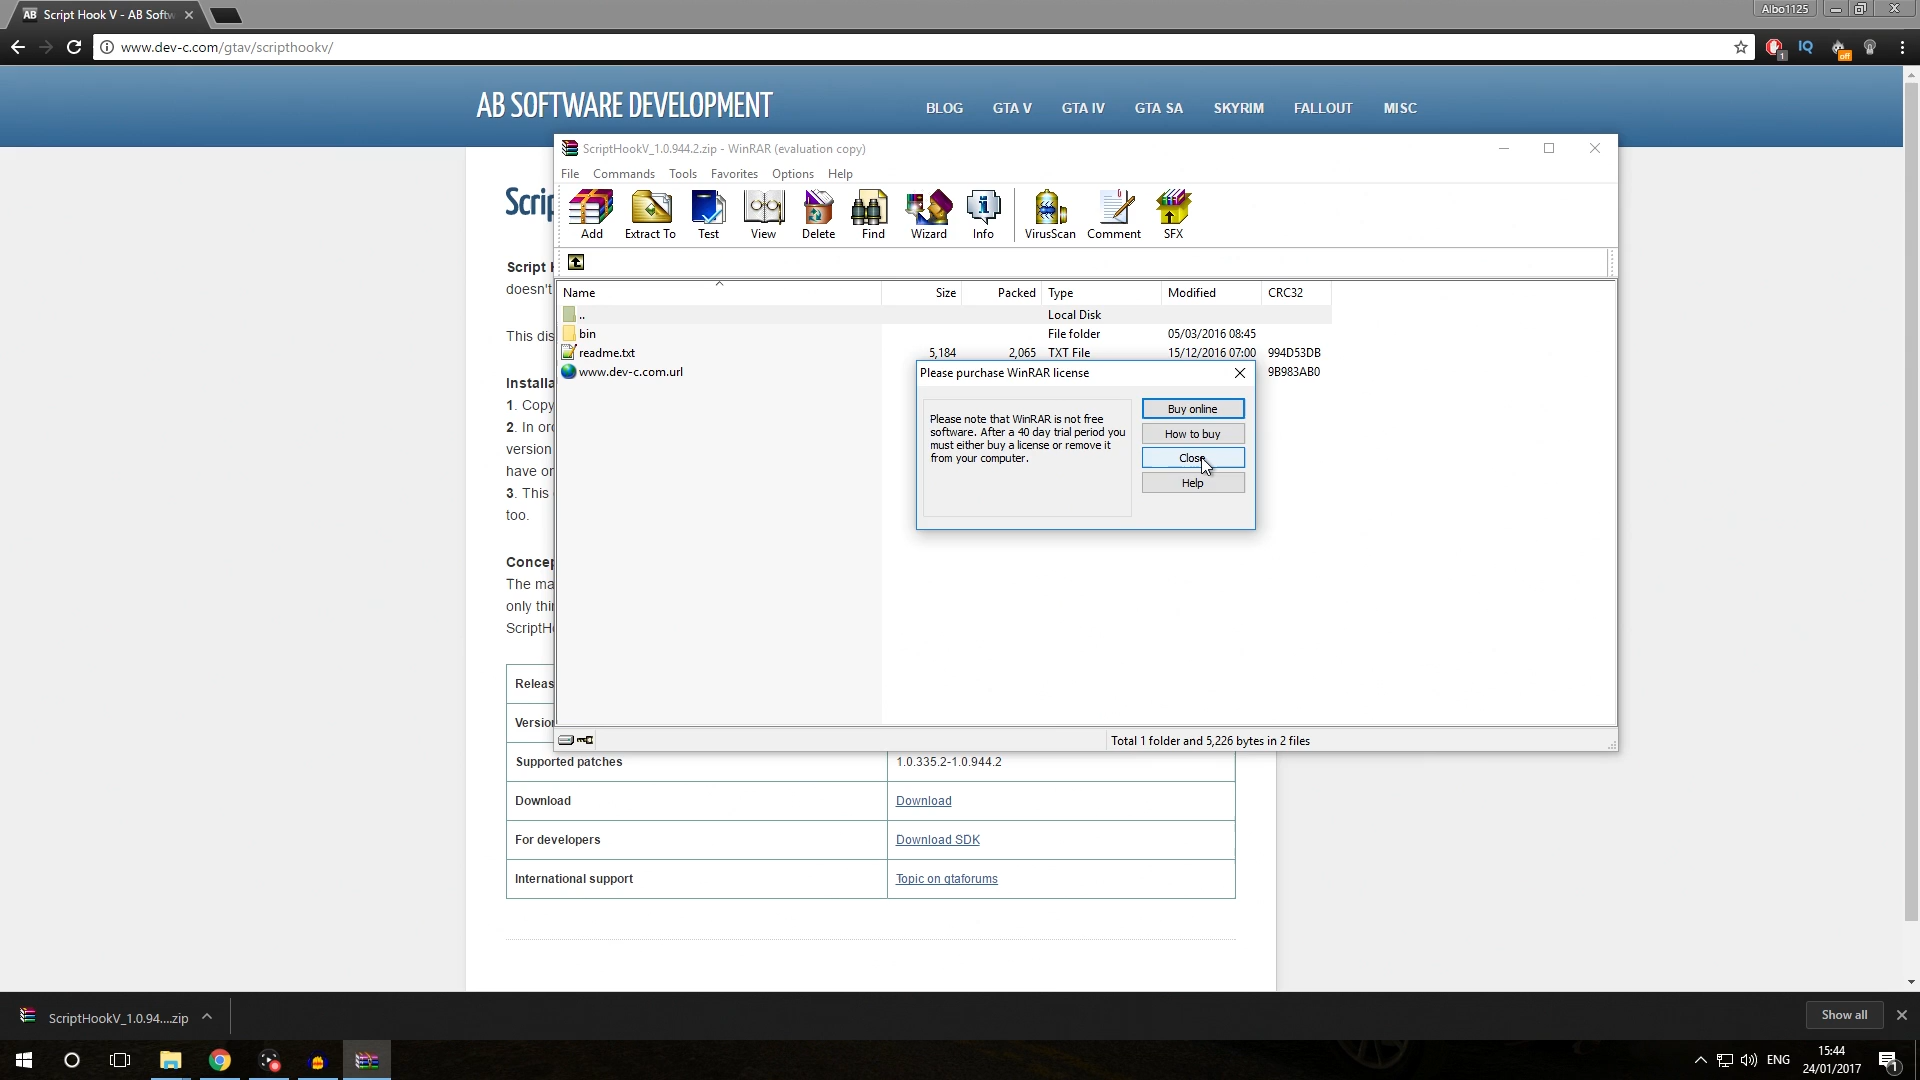 Script Hook V - AB Softw
Albo1125
www.dev-c.com/gtav/scripthookv/
1
IQ
off
AB SOFTWARE DEVELOPMENT
BLOG GTA V GTA IV GTA SA SKYRIM FALLOUT MISC
ScriptHookV_1.0.944.2.zip - WinRAR (evaluation copy)
File Commands Tools Favorites Options Help
Add Extract To Test View Delete Find Wizard Info VirusScan Comment SFX
Name Size Packed Type Modified CRC32
.. Local Disk
bin File folder 05/03/2016 08:45
readme.txt 5,184 2,065 TXT File 15/12/2016 07:00 994D53DB
www.dev-c.com.url 9B983AB0
Please purchase WinRAR license
Please note that WinRAR is not free
software. After a 40 day trial period you
must either buy a license or remove it
from your computer.
Buy online
How to buy
Close
Help
Total 1 folder and 5,226 bytes in 2 files
Scrip
Script
doesn't
This dis
Installa
1. Copy
2. In or
version
have or
3. This
too.
Concep
The ma
only thi
ScriptH
Releas
Version
Supported patches 1.0.335.2-1.0.944.2
Download Download
For developers Download SDK
International support Topic on gtaforums
ScriptHookV_1.0.94....zip
Show all
ENG
15:44
24/01/2017
1